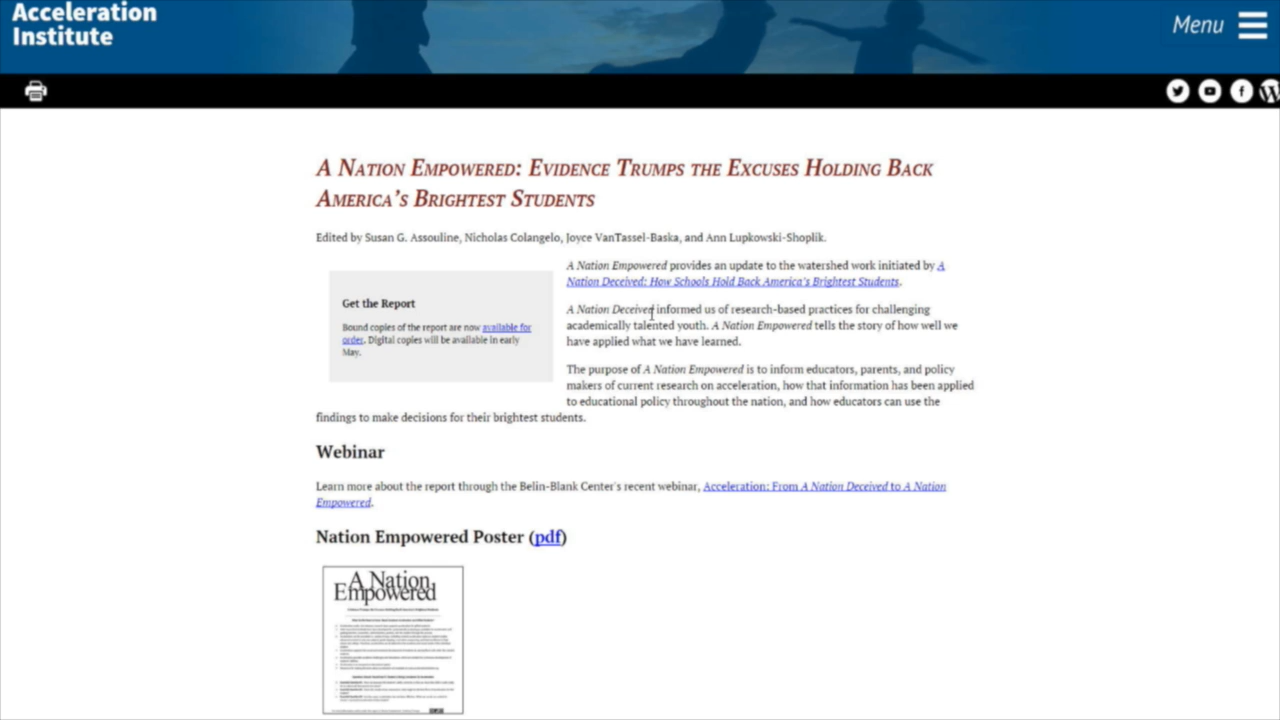 Acceleration
Institute
Menu
A Nation Empowered: Evidence Trumps the Excuses Holding Back
America's Brightest Students
Edited by Susan G. Assouline, Nicholas Colangelo, Joyce VanTassel-Baska, and Ann Lupkowski-Shoplik.
Get the Report
Bound copies of the report are now available for
order. Digital copies will be available in early
May.
A Nation Empowered provides an update to the watershed work initiated by A
Nation Deceived: How Schools Hold Back America's Brightest Students.
A Nation Deceived informed us of research-based practices for challenging
academically talented youth. A Nation Empowered tells the story of how well we
have applied what we have learned.
The purpose of A Nation Empowered is to inform educators, parents, and policy
makers of current research on acceleration, how that information has been applied
to educational policy throughout the nation, and how educators can use the
findings to make decisions for their brightest students.
Webinar
Learn more about the report through the Belin-Blank Center's recent webinar, Acceleration: From A Nation Deceived to A Nation
Empowered.
Nation Empowered Poster (pdf)
A Nation
Empowered